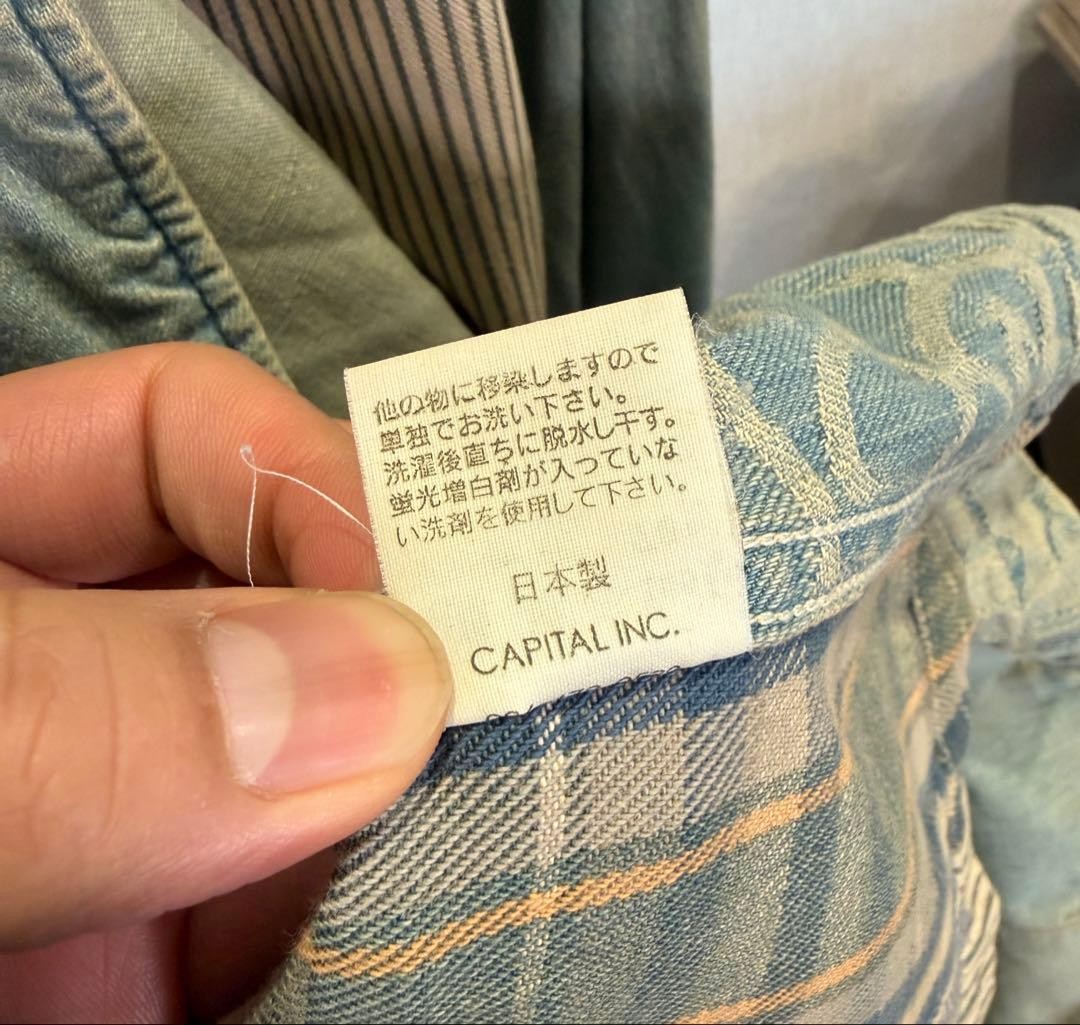 他の物に移染しますので
単独でお洗い下さい。
洗濯後直ちに脱水し干す。
蛍光増白剤が入っていな
い洗剤を使用して下さい。
日本製
CAPITAL INC.